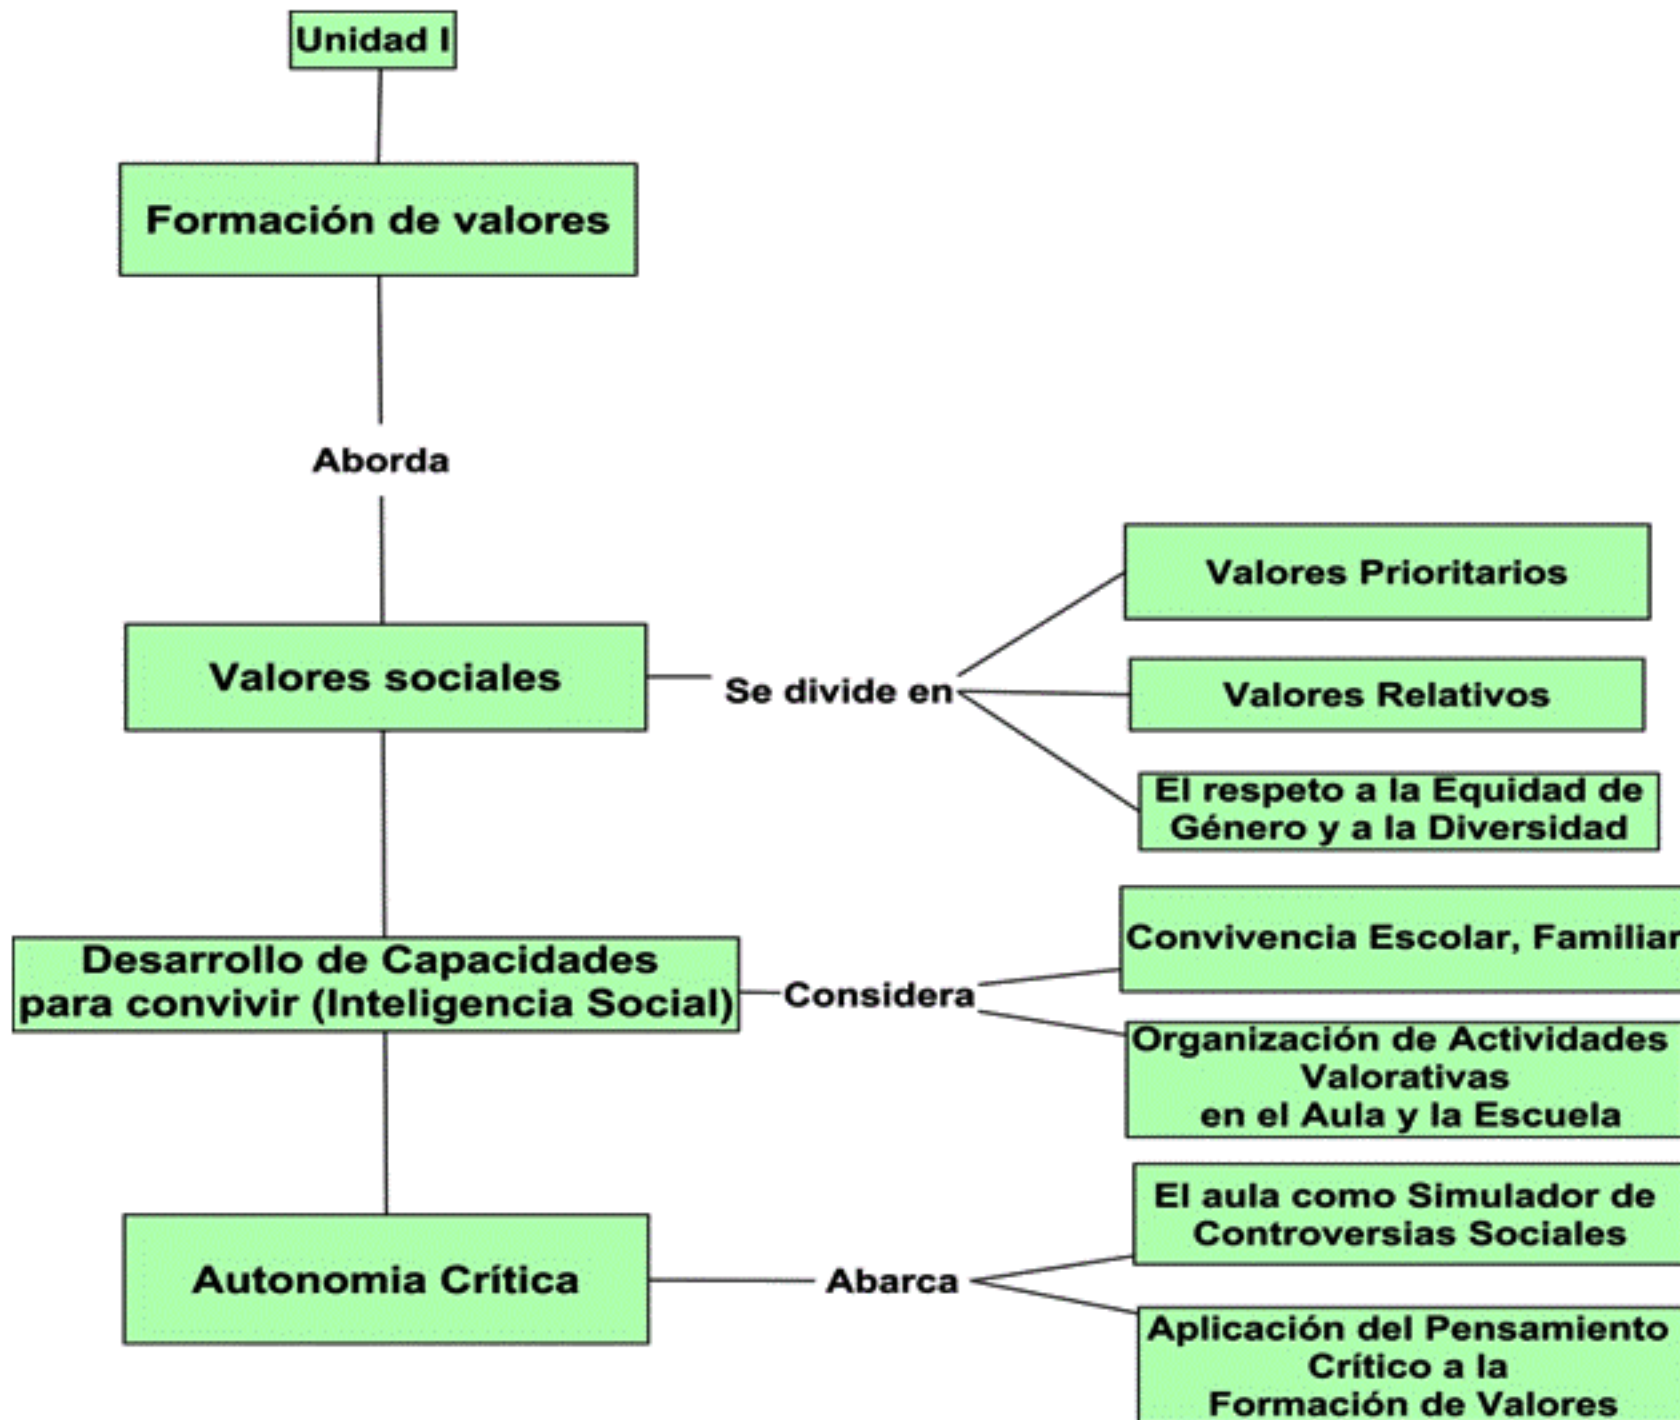 Unidad I
Formación de valores
Aborda
Valores sociales
Se divide en
Valores Prioritarios
Valores Relativos
El respeto a la Equidad de
Género y a la Diversidad
Desarrollo de Capacidades
para convivir (Inteligencia Social)
Considera
Convivencia Escolar, Familiar
Organización de Actividades
Valorativas
en el Aula y la Escuela
Autonomia Crítica
Abarca
El aula como Simulador de
Controversias Sociales
Aplicación del Pensamiento
Crítico a la
Formación de Valores